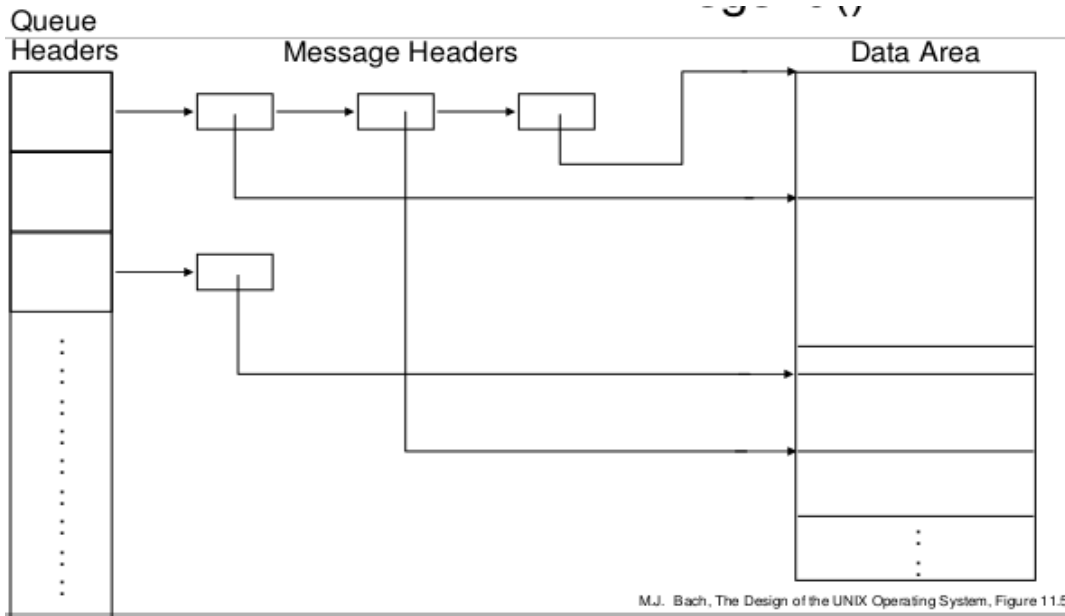 Queue
Headers
Message Headers
Data Area
M.J. Bach, The Design of the UNIX Operating System, Figure 11.5